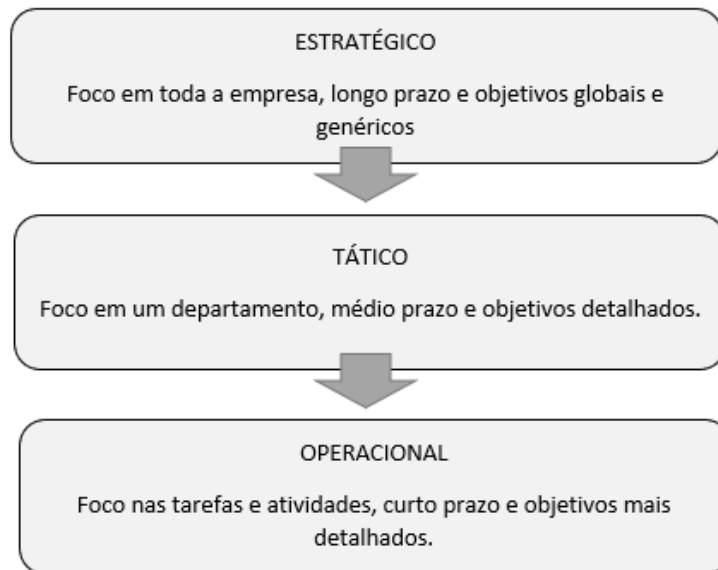 ESTRATÉGICO
Foco em toda a empresa, longo prazo e objetivos globais e
genéricos
TÁTICO
Foco em um departamento, médio prazo e objetivos detalhados.
OPERACIONAL
Foco nas tarefas e atividades, curto prazo e objetivos mais
detalhados.